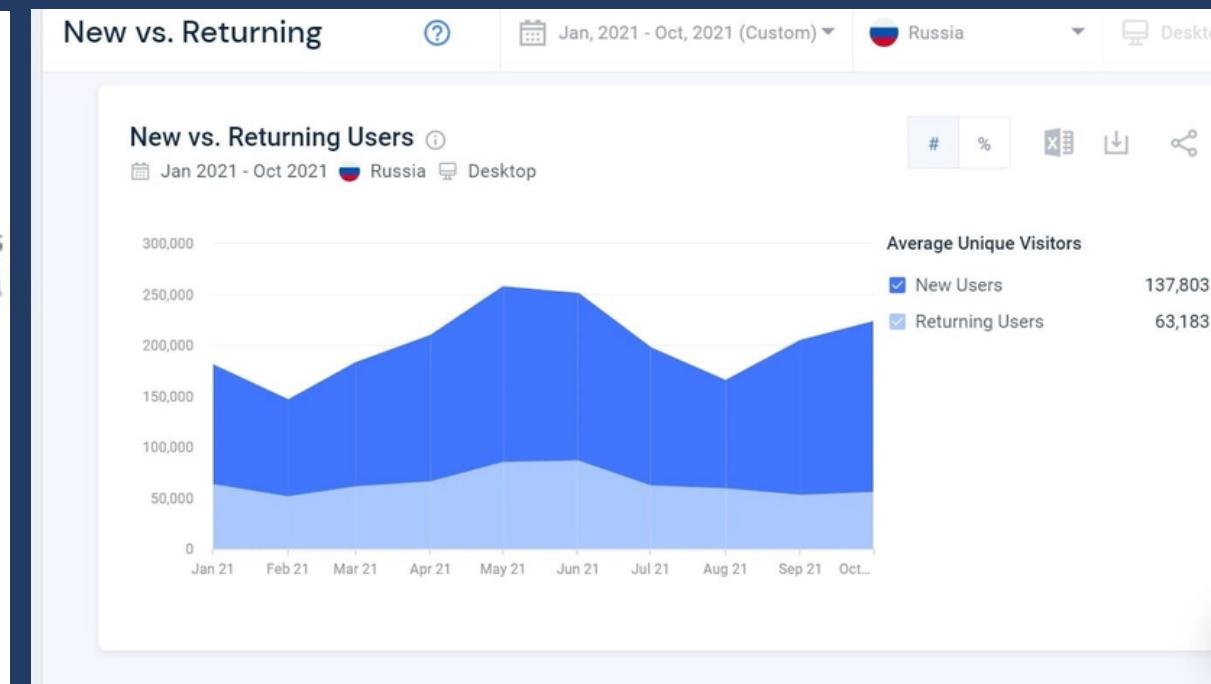 New vs. Returning
Jan, 2021 - Oct, 2021 (Custom)
Russia
New vs. Returning Users
Jan 2021 - Oct 2021 Russia Desktop
# %
300,000
250,000
200,000
150,000
100,000
50,000
0
Jan 21 Feb 21 Mar 21 Apr 21 May 21 Jun 21 Jul 21 Aug 21 Sep 21 Oct...
Average Unique Visitors
New Users 137,803
Returning Users 63,183